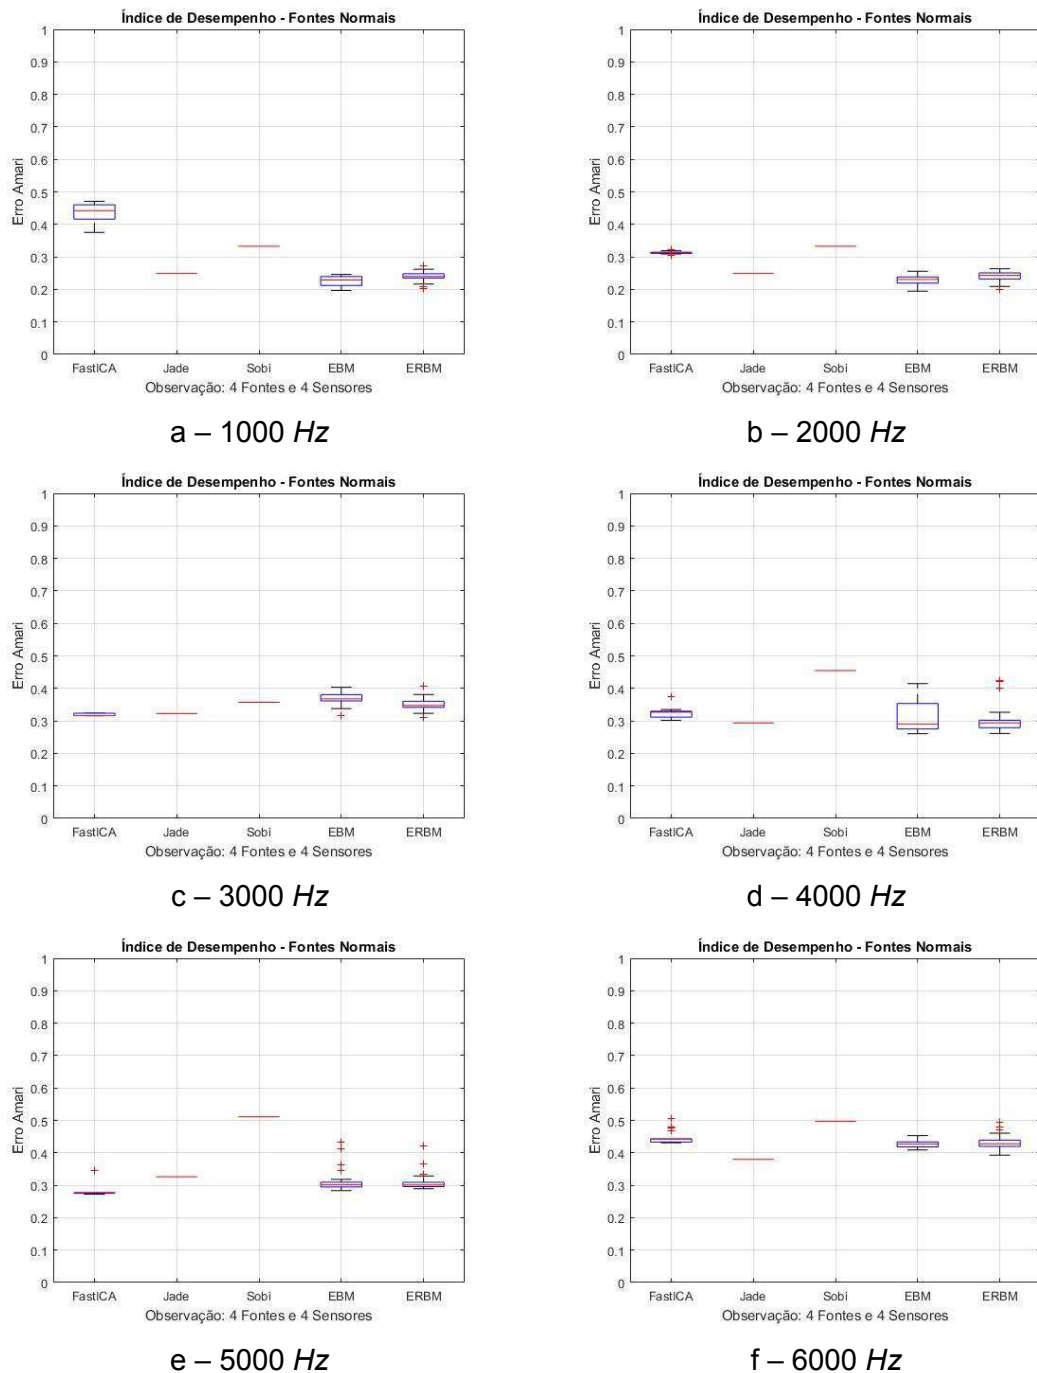 Índice de Desempenho - Fontes Normais
1
0.9
0.8
0.7
0.6
0.5
0.4
0.3
0.2
0.1
0
Erro Amari
FastICA Jade Sobi EBM ERBM
Observação: 4 Fontes e 4 Sensores
a – 1000 Hz
Índice de Desempenho - Fontes Normais
1
0.9
0.8
0.7
0.6
0.5
0.4
0.3
0.2
0.1
0
Erro Amari
FastICA Jade Sobi EBM ERBM
Observação: 4 Fontes e 4 Sensores
b – 2000 Hz
Índice de Desempenho - Fontes Normais
1
0.9
0.8
0.7
0.6
0.5
0.4
0.3
0.2
0.1
0
Erro Amari
FastICA Jade Sobi EBM ERBM
Observação: 4 Fontes e 4 Sensores
c – 3000 Hz
Índice de Desempenho - Fontes Normais
1
0.9
0.8
0.7
0.6
0.5
0.4
0.3
0.2
0.1
0
Erro Amari
FastICA Jade Sobi EBM ERBM
Observação: 4 Fontes e 4 Sensores
d – 4000 Hz
Índice de Desempenho - Fontes Normais
1
0.9
0.8
0.7
0.6
0.5
0.4
0.3
0.2
0.1
0
Erro Amari
FastICA Jade Sobi EBM ERBM
Observação: 4 Fontes e 4 Sensores
e – 5000 Hz
Índice de Desempenho - Fontes Normais
1
0.9
0.8
0.7
0.6
0.5
0.4
0.3
0.2
0.1
0
Erro Amari
FastICA Jade Sobi EBM ERBM
Observação: 4 Fontes e 4 Sensores
f – 6000 Hz